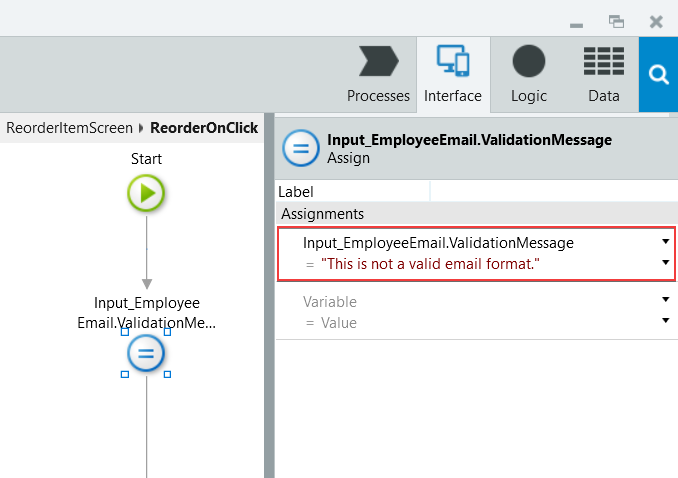 Processes
Interface
Logic
Data
ReorderItemScreen ReorderOnClick
Start
Input_Employee
Email.ValidationMe...
Input_EmployeeEmail.ValidationMessage
Assign
Label
Assignments
Input_EmployeeEmail.ValidationMessage
= "This is not a valid email format."
Variable
= Value